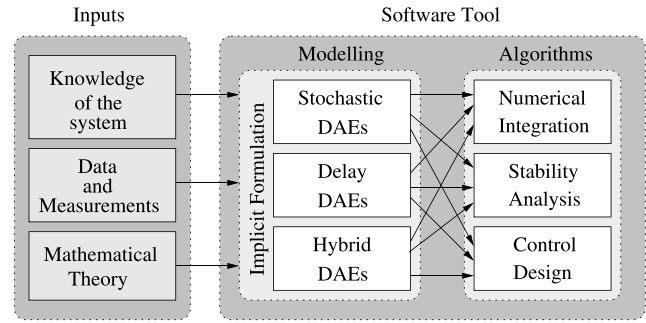 Inputs
Software Tool
Knowledge
of the
system
Data
and
Measurements
Mathematical
Theory
Modelling
Implicit Formulation
Stochastic
DAEs
Delay
DAEs
Hybrid
DAEs
Algorithms
Numerical
Integration
Stability
Analysis
Control
Design